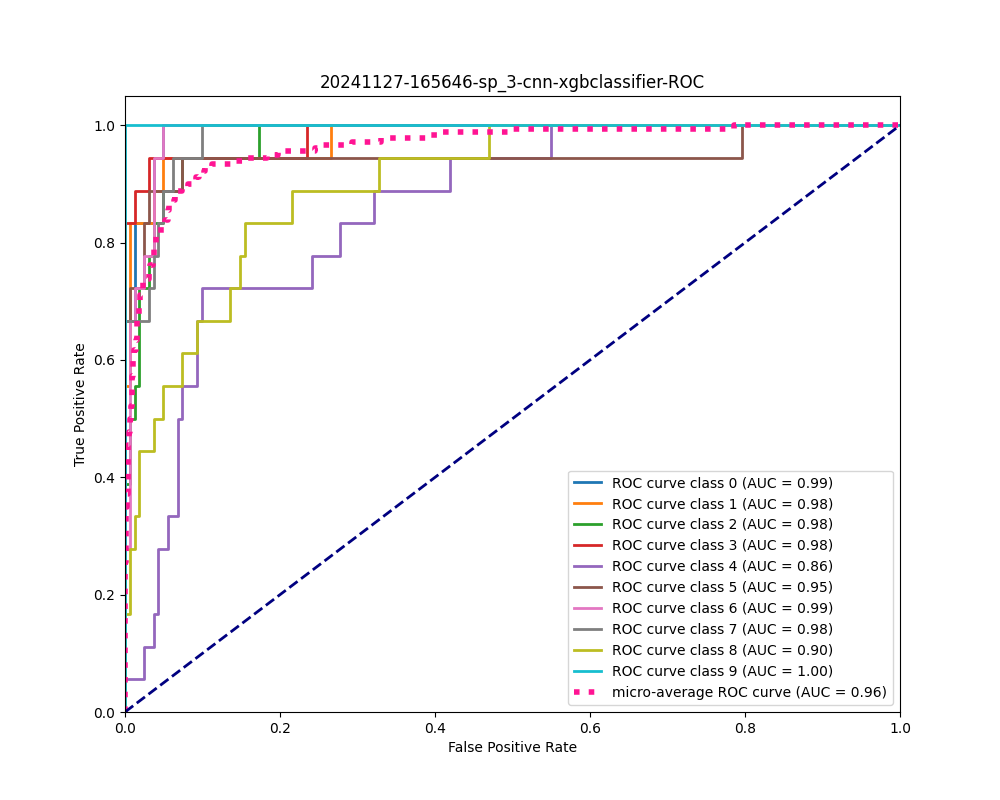 20241127-165646-sp_3-cnn-xgbclassifier-ROC
1.0
0.8
0.6
0.4
0.2
0.0
True Positive Rate
ROC curve class 0 (AUC = 0.99)
ROC curve class 1 (AUC = 0.98)
ROC curve class 2 (AUC = 0.98)
ROC curve class 3 (AUC = 0.98)
ROC curve class 4 (AUC = 0.86)
ROC curve class 5 (AUC = 0.95)
ROC curve class 6 (AUC = 0.99)
ROC curve class 7 (AUC = 0.98)
ROC curve class 8 (AUC = 0.90)
ROC curve class 9 (AUC = 1.00)
micro-average ROC curve (AUC = 0.96)
0.0 0.2 0.4 0.6 0.8 1.0
False Positive Rate